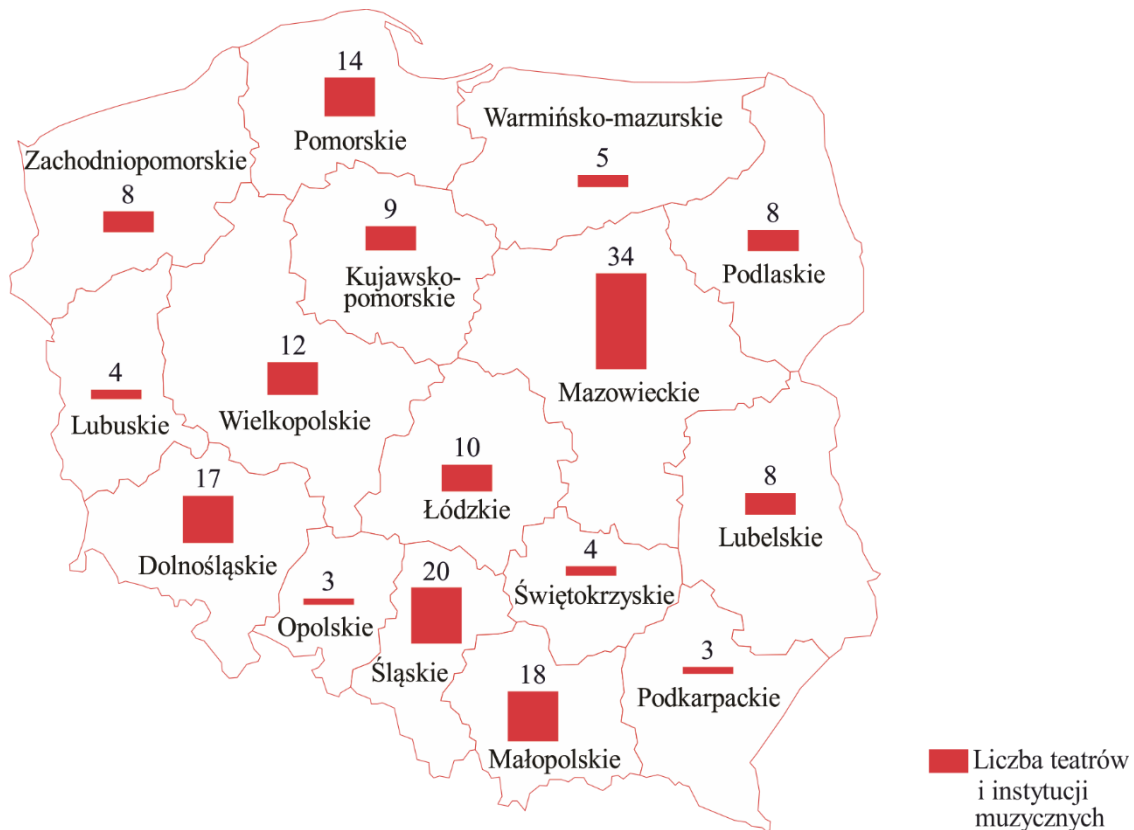 14
Pomorskie
Warmińsko-mazurskie
5
Zachodniopomorskie
8
9
Kujawsko-
pomorskie
8
Podlaskie
34
Mazowieckie
12
Wielkopolskie
4
Lubuskie
10
Łódzkie
17
Dolnośląskie
8
Lubelskie
4
Świętokrzyskie
3
Opolskie
20
Śląskie
18
Małopolskie
3
Podkarpackie
Liczba teatrów
i instytucji
muzycznych